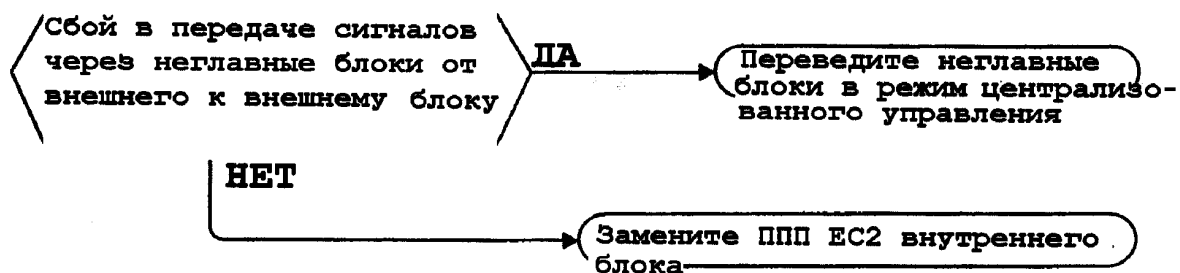 Сбой в передаче сигналов
через неглавные блоки от
внешнего к внешнему блоку
ДА
Переведите неглавные
блоки в режим централизо-
ванного управления
НЕТ
Замените ППП ЕС2 внутреннего
блока